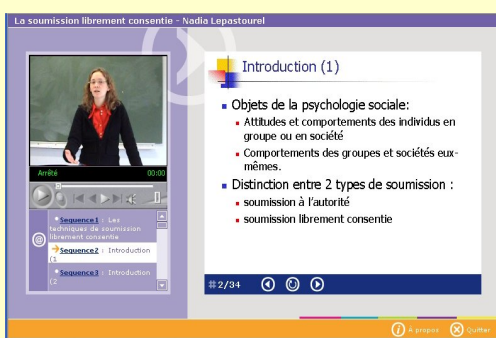 La soumission librement consentie - Nadia Lepastourel
Arrêté 00:00
Sequence1 : Les
techniques de soumission
librement consentie
Sequence2 : Introduction
(1
Sequence3 : Introduction
(2
Introduction (1)
Objets de la psychologie sociale:
Attitudes et comportements des individus en
groupe ou en société
Comportements des groupes et sociétés eux-
mêmes.
Distinction entre 2 types de soumission :
soumission à l'autorité
soumission librement consentie
#2/34
A propos Quitter